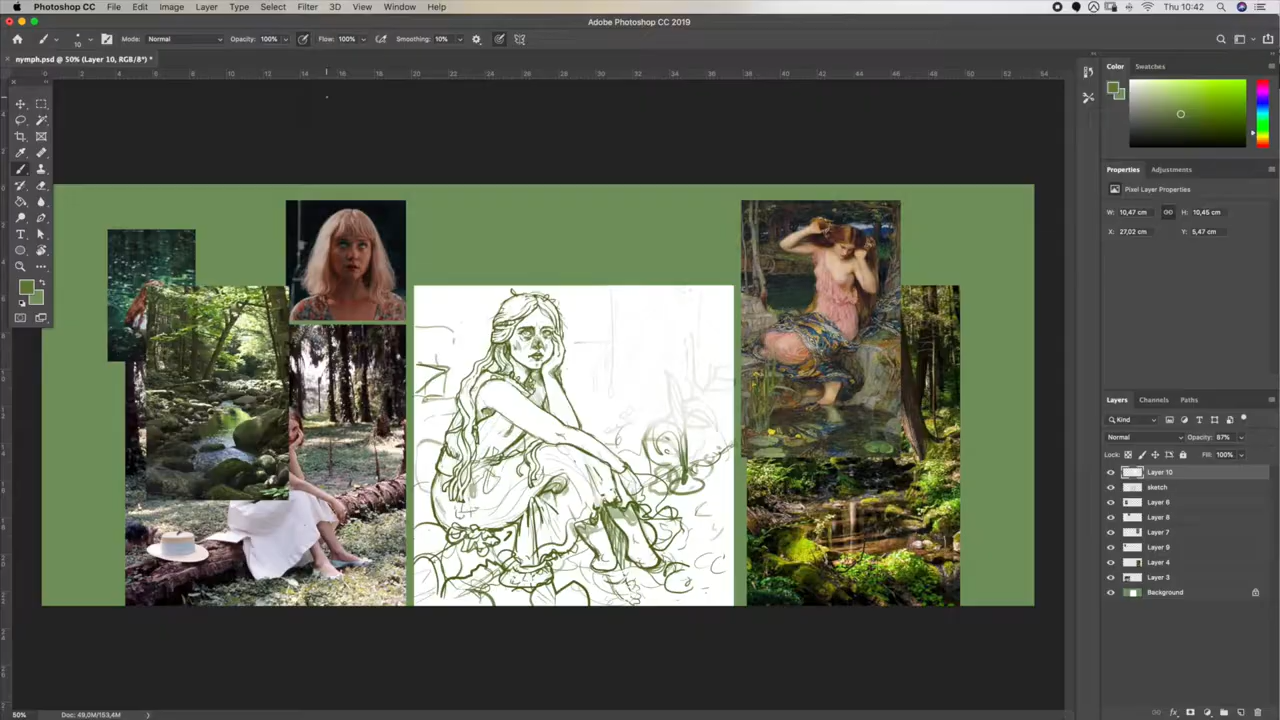 Photoshop CC File Edit Image Layer Type Select Filter 3D View Window Help Thu 10:42
Adobe Photoshop CC 2019
10 Mode: Normal Opacity: 100% Flow: 100% Smoothing: 10%
nymph.psd @ 50% (Layer 10, RGB/8*) *
Color Swatches
Properties Adjustments
Pixel Layer Properties
W: 10,47 cm H: 10,45 cm
X: 27,02 cm Y: 5,47 cm
Layers Channels Paths
Kind
Normal Opacity: 87%
Lock: Fill: 100%
Layer 10
sketch
Layer 6
Layer 8
Layer 7
Layer 9
Layer 4
Layer 3
Background
50% Doc: 49,0M/153,4M